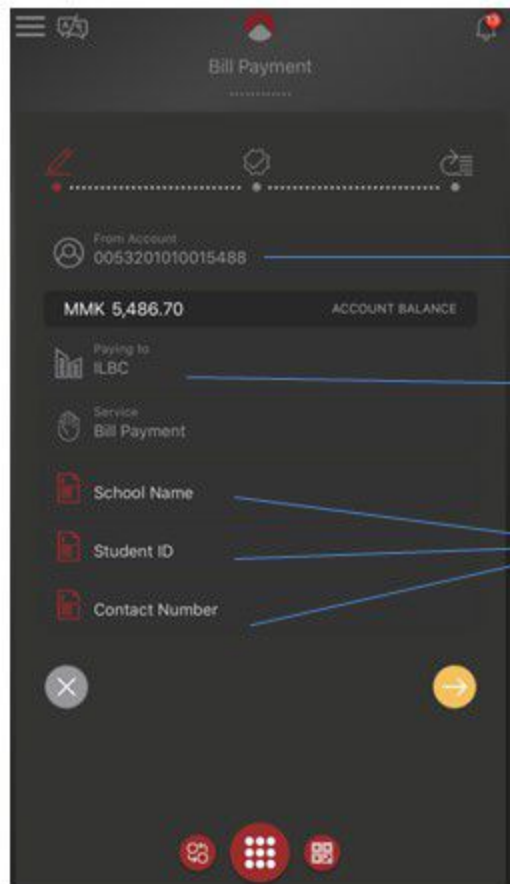 13
Bill Payment
From Account
0053201010015488
MMK 5,486.70 ACCOUNT BALANCE
Paying to
ILBC
Service
Bill Payment
School Name
Student ID
Contact Number